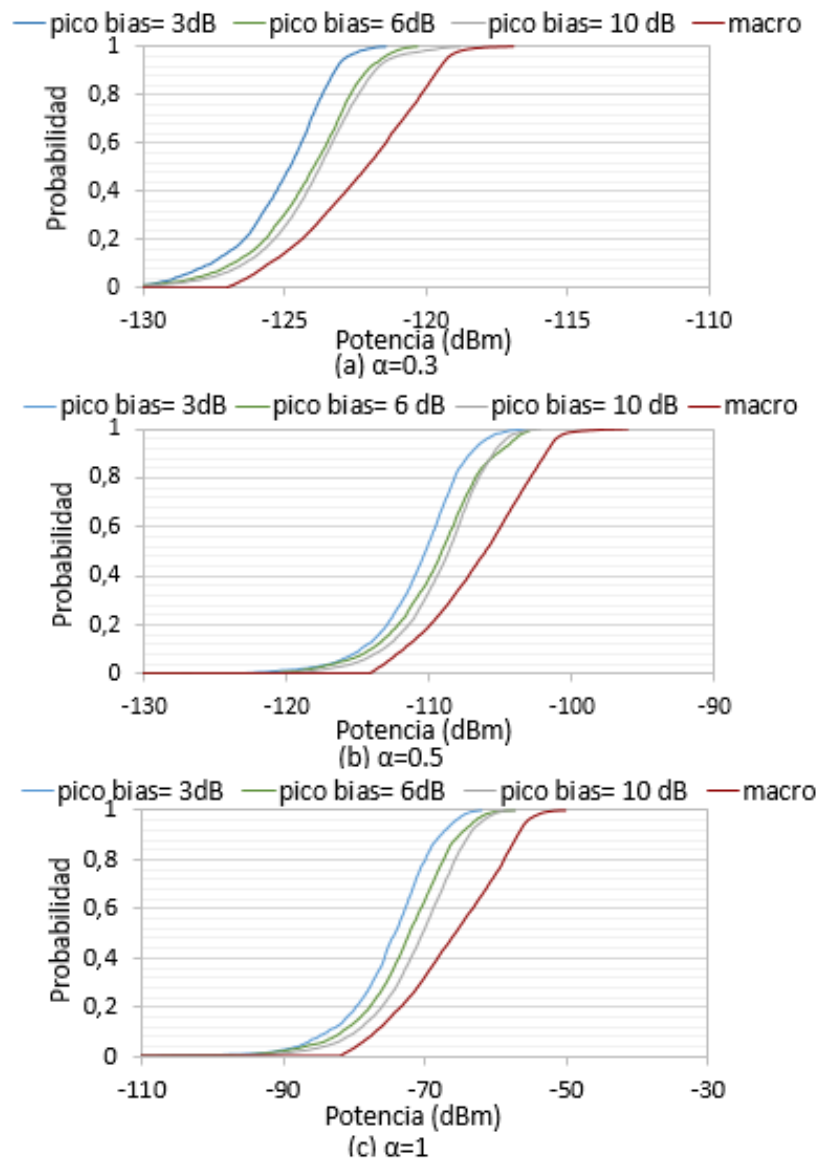 pico bias= 3dB pico bias= 6dB pico bias= 10 dB macro
1
0,8
0,6
0,4
0,2
0
Probabilidad
-130 -125 -120 -115 -110
Potencia (dBm)
(a) α=0.3
pico bias= 3dB pico bias= 6 dB pico bias= 10 dB macro
1
0,8
0,6
0,4
0,2
0
Probabilidad
-130 -120 -110 -100 -90
Potencia (dBm)
(b) α=0.5
pico bias= 3dB pico bias= 6dB pico bias= 10 dB macro
1
0,8
0,6
0,4
0,2
0
Probabilidad
-110 -90 -70 -50 -30
Potencia (dBm)
(c) α=1